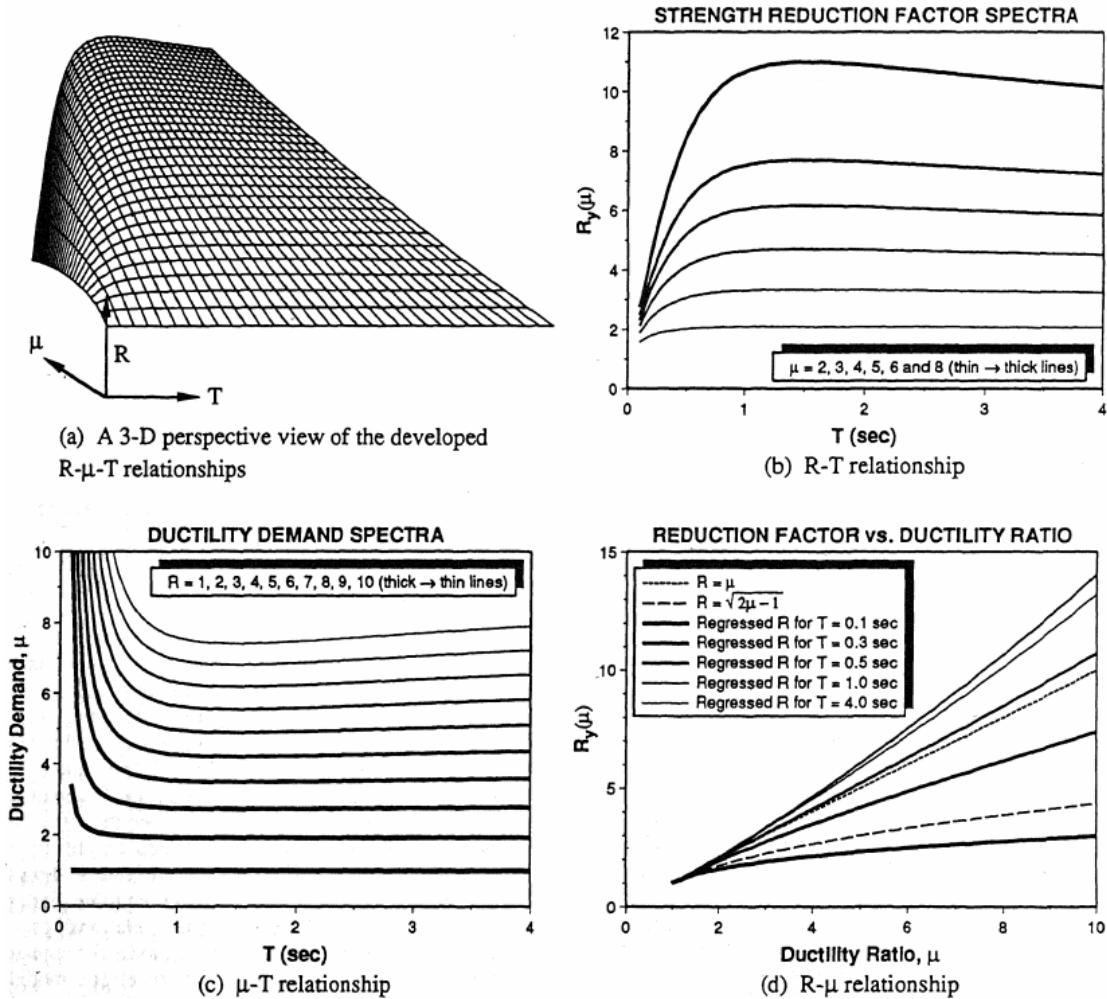 R
μ
T
(a) A 3-D perspective view of the developed
R-μ-T relationships
STRENGTH REDUCTION FACTOR SPECTRA
12
10
8
6
4
2
0
R_y(μ)
μ = 2, 3, 4, 5, 6 and 8 (thin → thick lines)
0 1 2 3 4
T (sec)
(b) R-T relationship
DUCTILITY DEMAND SPECTRA
10
8
6
4
2
0
Ductility Demand, μ
R = 1, 2, 3, 4, 5, 6, 7, 8, 9, 10 (thick → thin lines)
0 1 2 3 4
T (sec)
(c) μ-T relationship
REDUCTION FACTOR vs. DUCTILITY RATIO
15
10
5
0
R_y(μ)
R = μ
R = √2μ – 1
Regressed R for T = 0.1 sec
Regressed R for T = 0.3 sec
Regressed R for T = 0.5 sec
Regressed R for T = 1.0 sec
Regressed R for T = 4.0 sec
0 2 4 6 8 10
Ductility Ratio, μ
(d) R-μ relationship